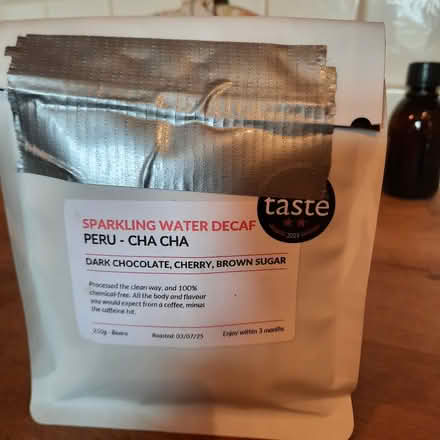 taste
SPARKLING WATER DECAF
PERU - CHA CHA
DARK CHOCOLATE, CHERRY, BROWN SUGAR
Processed the clean way, and 100%
chemical-free. All the body and flavour
you would expect from a coffee, minus
the caffeine hit.
250g - Beans Roasted: 03/07/25 Enjoy within 3 months